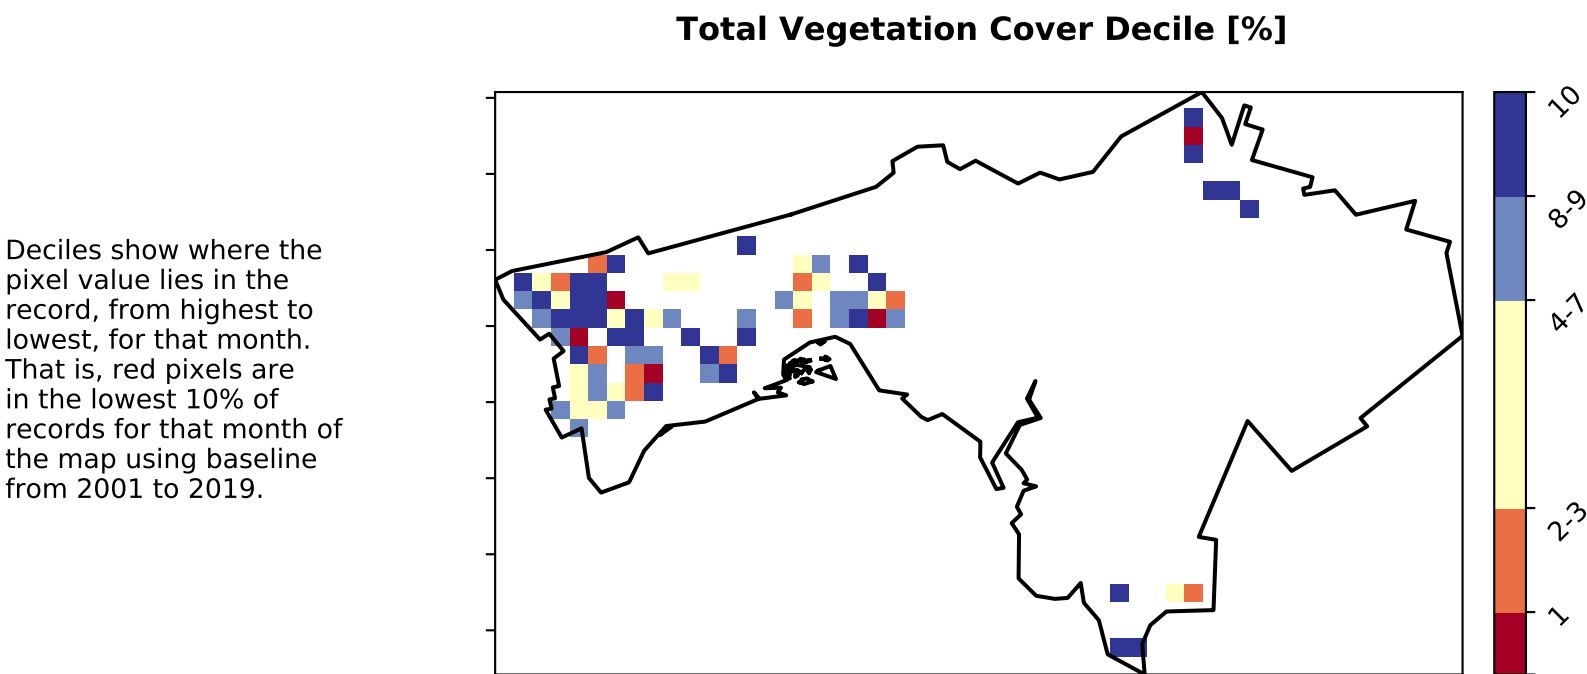 Total Vegetation Cover Decile [%]
Deciles show where the
pixel value lies in the
record, from highest to
lowest, for that month.
That is, red pixels are
in the lowest 10% of
records for that month of
the map using baseline
from 2001 to 2019.
10
8-9
4-7
2-3
1